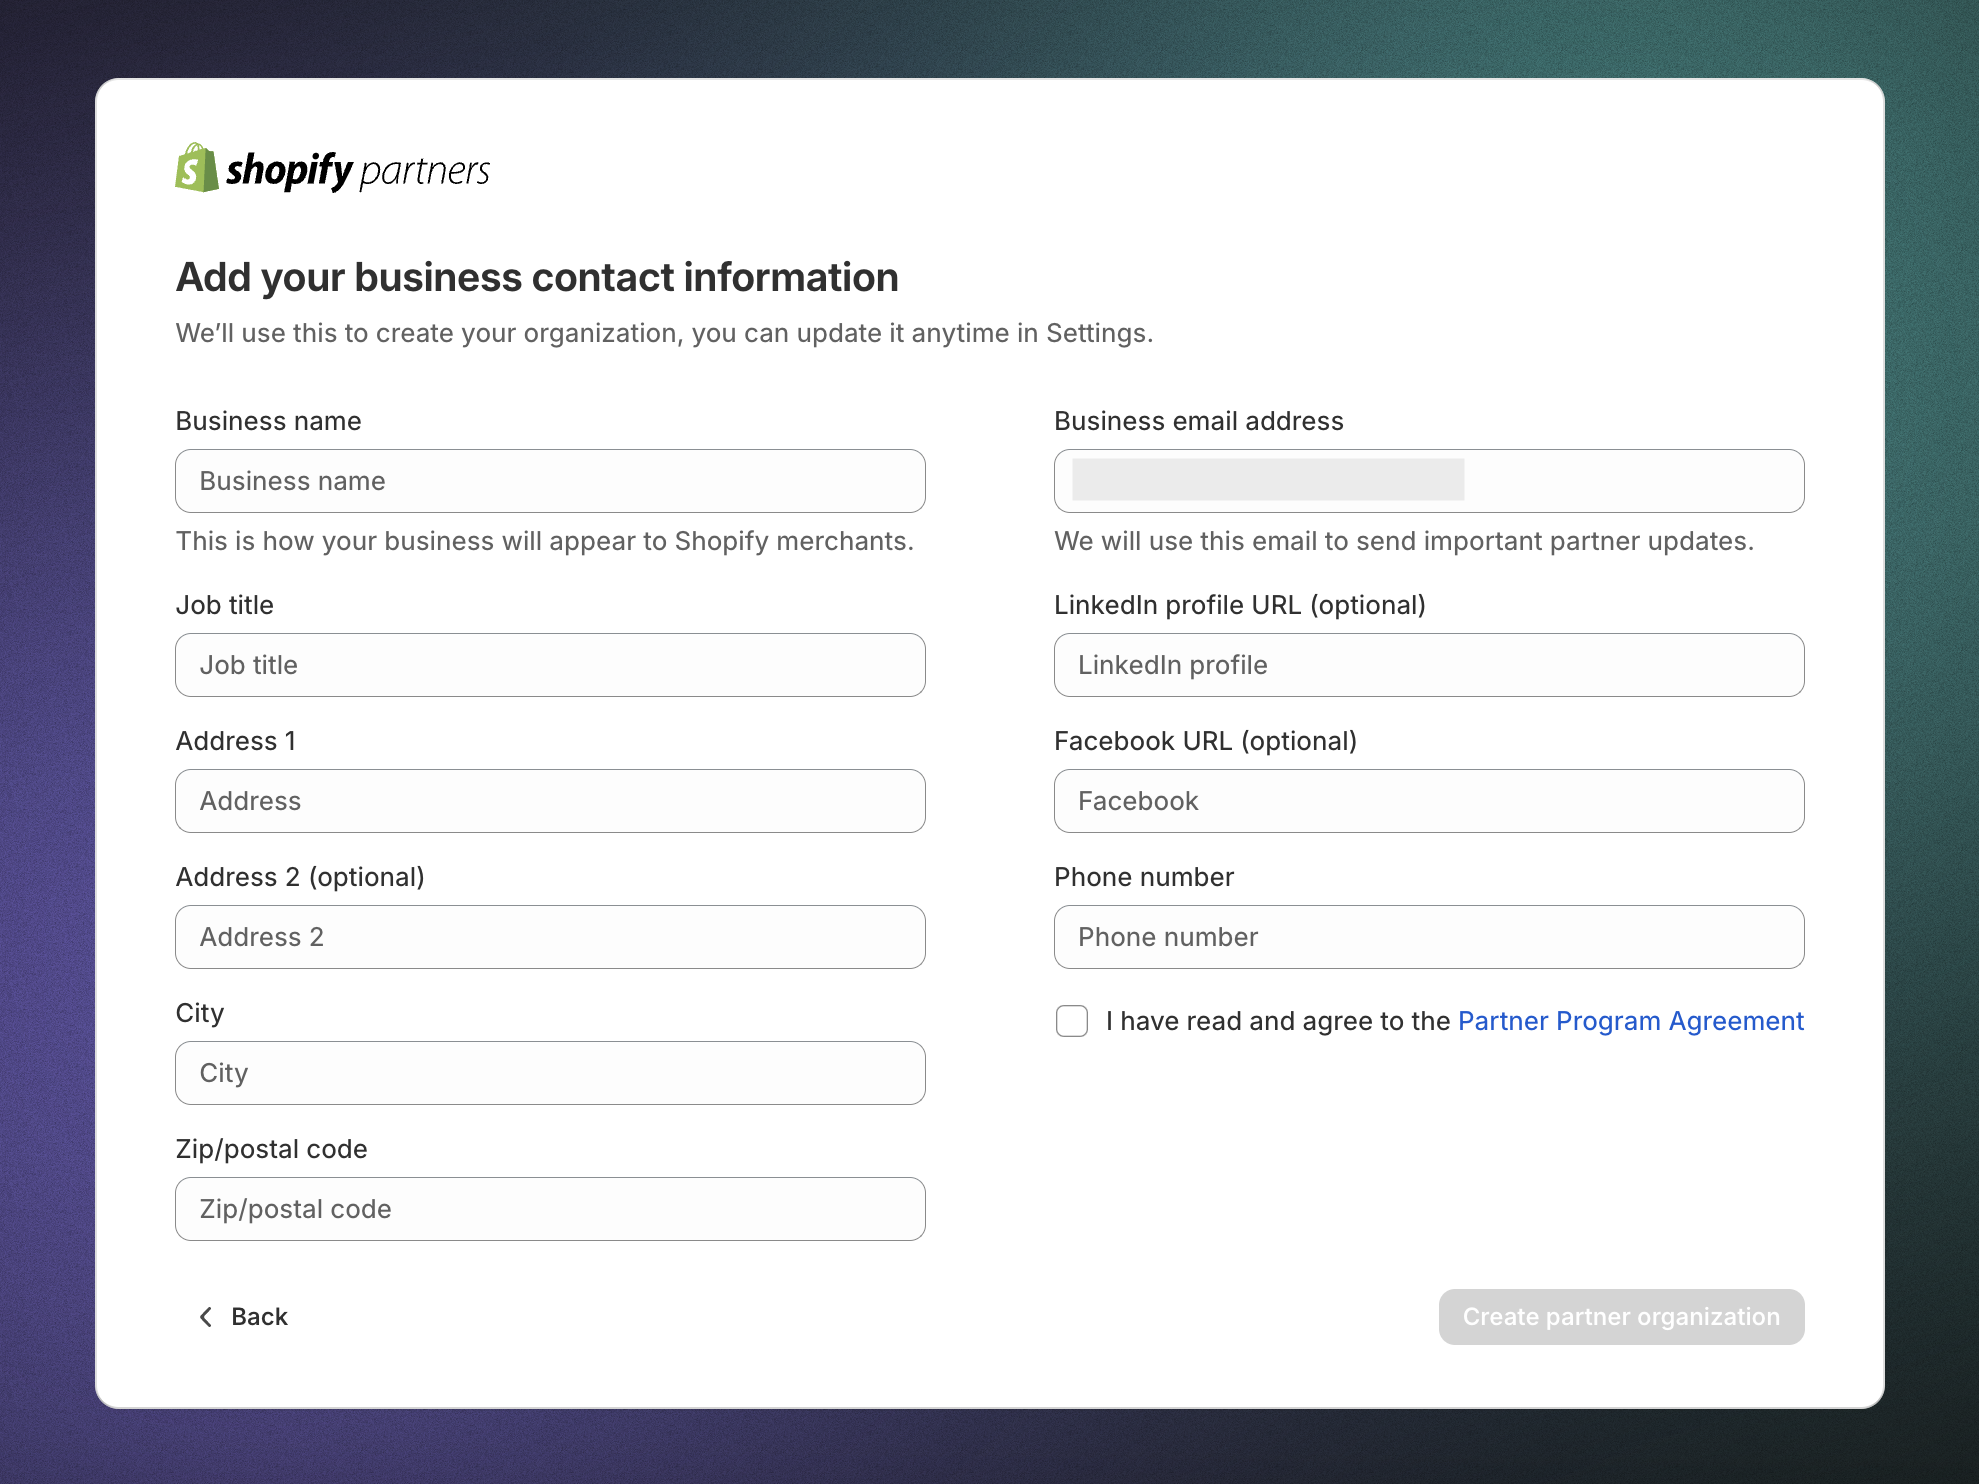 shopify partners
Add your business contact information
We’ll use this to create your organization, you can update it anytime in Settings.
Business name
Business name
This is how your business will appear to Shopify merchants.
Job title
Job title
Address 1
Address
Address 2 (optional)
Address 2
City
City
Zip/postal code
Zip/postal code
Business email address
We will use this email to send important partner updates.
LinkedIn profile URL (optional)
LinkedIn profile
Facebook URL (optional)
Facebook
Phone number
Phone number
I have read and agree to the Partner Program Agreement
Back
Create partner organization